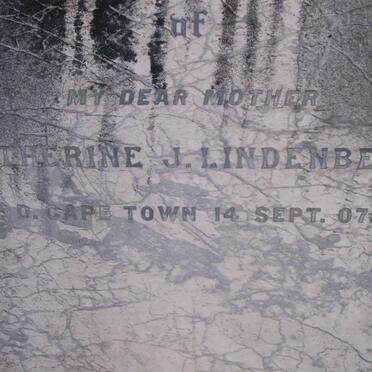 of
MY DEAR MOTHER
THERINE J. LINDENBE
D. CAPE TOWN 14 SEPT. 07